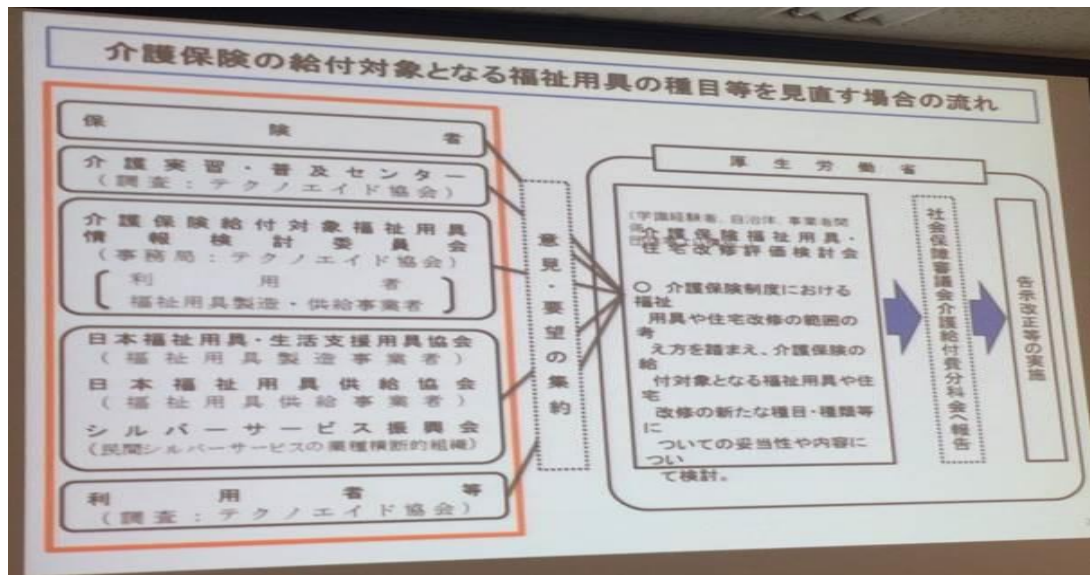 介護保険の給付対象となる福祉用具の種目等を見直す場合の流れ
保険者
介護実習・普及センター
(調査：テクノエイド協会)
介護保険給付対象福祉用具
情報検討委員会
(事務局：テクノエイド協会)
利用者
福祉用具製造・供給事業者
日本福祉用具・生活支援用具協会
(福祉用具製造事業者)
日本福祉用具供給協会
(福祉用具供給事業者)
シルバーサービス振興会
(民間シルバーサービスの業種横断的組織)
利用者等
(調査：テクノエイド協会)
意見・要望の集約
厚生労働省
(学識経験者、自治体、事業者関
介護保険福祉用具・
住宅改修評価検討会
○ 介護保険制度における
福祉
用具や住宅改修の範囲の
考
え方を踏まえ、介護保険の
給
付対象となる福祉用具や住
宅
改修の新たな種目・種類等
に
ついての妥当性や内容に
つい
て検討。
社会保障審議会介護給付費分科会へ報告
告示改正等の実施